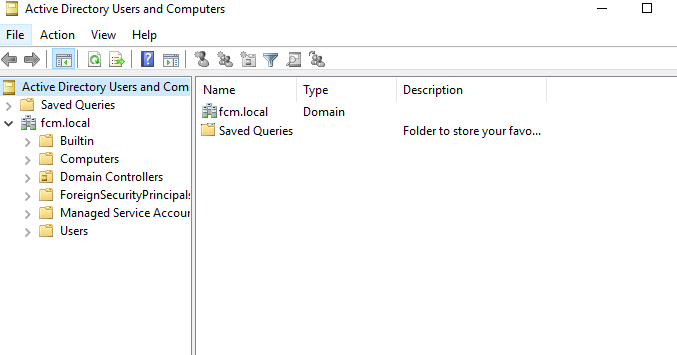 Active Directory Users and Computers
File Action View Help
Active Directory Users and Com
Saved Queries
fcm.local
Builtin
Computers
Domain Controllers
ForeignSecurityPrincipals
Managed Service Accour
Users
Name Type Description
fcm.local Domain
Saved Queries Folder to store your favo...